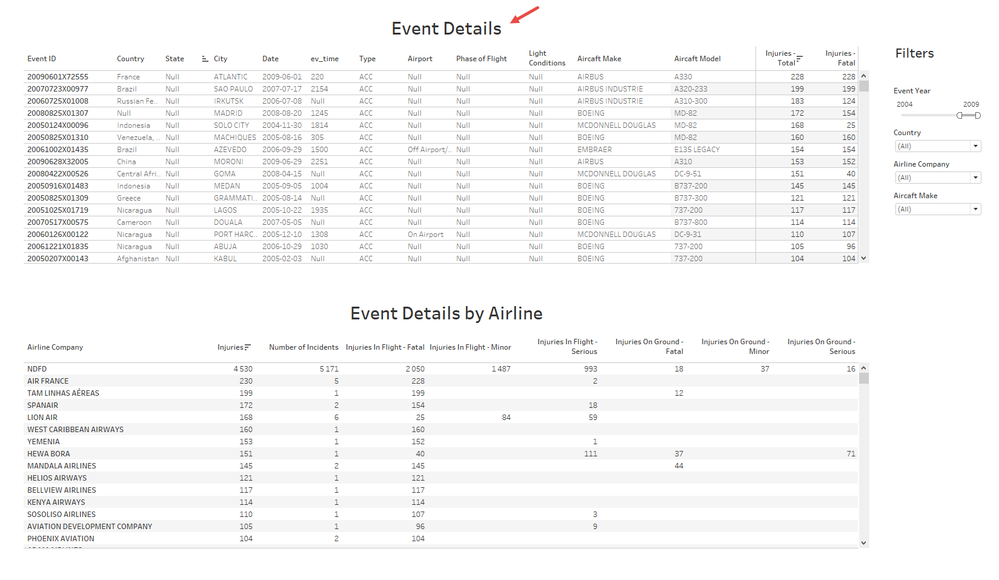 Event Details
Event ID Country State City Date ev_time Type Airport Phase of Flight Light Conditions Aircaft Make Aircaft Model Injuries - Total Injuries - Fatal
20090601X72555 France Null ATLANTIC 2009-06-01 220 ACC Null Null Null AIRBUS A330 228 228
20070723X00977 Brazil Null SAO PAULO 2007-07-17 2154 ACC Null Null Null AIRBUS INDUSTRIE A320-233 199 199
20060725X01008 Russian Fe.. Null IRKUTSK 2006-07-08 Null ACC Null Null Null AIRBUS INDUSTRIE A310-300 183 124
20080825X01307 Null Null MADRID 2008-08-20 1245 ACC Null Null Null BOEING MD-82 172 154
20050124X00096 Indonesia Null SOLO CITY 2004-11-30 1814 ACC Null Null Null MCDONNELL DOUGLAS MD-82 168 25
20050825X01310 Venezuela, .. Null MACHIQUES 2005-08-16 305 ACC Null Null Null BOEING MD-82 160 160
20061002X01435 Brazil Null AZEVEDO 2006-09-29 1500 ACC Off Airport/.. Null Null EMBRAER E135 LEGACY 154 154
20090628X32005 China Null MORONI 2009-06-29 2251 ACC Null Null Null AIRBUS A310 153 152
20080422X00526 Central Afri.. Null GOMA 2008-04-15 Null ACC Null Null Null MCDONNELL DOUGLAS DC-9-51 151 40
20050916X01483 Indonesia Null MEDAN 2005-09-05 1004 ACC Null Null Null BOEING B737-200 145 145
20050825X01309 Greece Null GRAMMATI.. 2005-08-14 Null ACC Null Null Null BOEING B737-300 121 121
20051025X01719 Nicaragua Null LAGOS 2005-10-22 1935 ACC Null Null Null BOEING 737-200 117 117
20070517X00575 Cameroon Null DOUALA 2007-05-05 Null ACC Null Null Null BOEING B737-800 114 114
20060126X00122 Nicaragua Null PORT HARC.. 2005-12-10 1308 ACC On Airport Null Null MCDONNELL DOUGLAS DC-9-31 110 107
20061221X01835 Nicaragua Null ABUJA 2006-10-29 1030 ACC Null Null Null BOEING 737-200 105 96
20050207X00143 Afghanistan Null KABUL 2005-02-03 Null ACC Null Null Null BOEING 737-200 104 104
Filters
Event Year
2004 2009
Country
(All)
Airline Company
(All)
Aircaft Make
(All)
Event Details by Airline
Airline Company Injuries Number of Incidents Injuries In Flight - Fatal Injuries In Flight - Minor Injuries In Flight - Serious Injuries On Ground - Fatal Injuries On Ground - Minor Injuries On Ground - Serious
NDFD 4 530 5 171 2 050 1 487 993 18 37 16
AIR FRANCE 230 5 228 2
TAM LINHAS AÉREAS 199 1 199 12
SPANAIR 172 2 154 18
LION AIR 168 6 25 84 59
WEST CARIBBEAN AIRWAYS 160 1 160
YEMENIA 153 1 152 1
HEWA BORA 151 1 40 111 37 71
MANDALA AIRLINES 145 2 145 44
HELIOS AIRWAYS 121 1 121
BELLVIEW AIRLINES 117 1 117
KENYA AIRWAYS 114 1 114
SOSOLISO AIRLINES 110 1 107 3
AVIATION DEVELOPMENT COMPANY 105 1 96 9
PHOENIX AVIATION 104 2 104